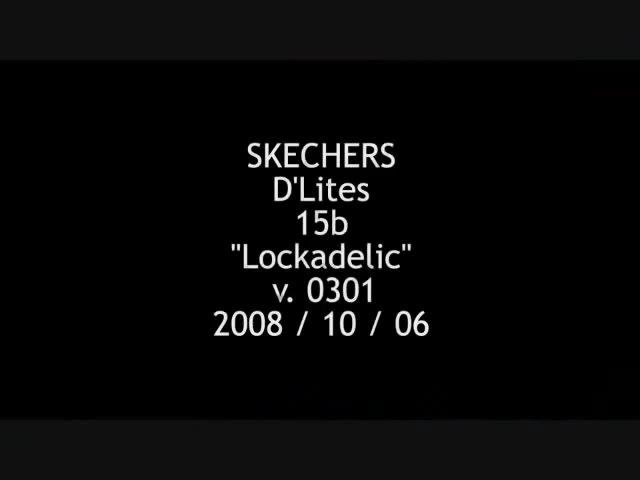 SKECHERS
D'Lites
15b
"Lockadelic"
v. 0301
2008 / 10 / 06